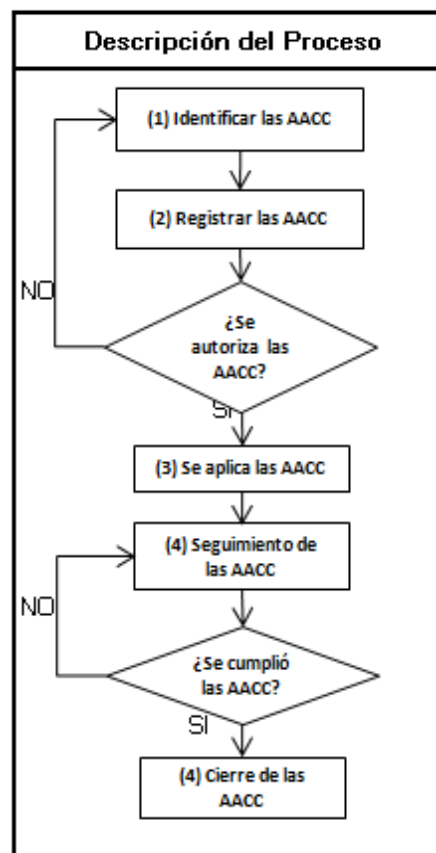 Descripción del Proceso
(1) Identificar las AACC
(2) Registrar las AACC
NO
¿Se
autoriza las
AACC?
SI
(3) Se aplica las AACC
(4) Seguimiento de
las AACC
NO
¿Se cumplió
las AACC?
SI
(4) Cierre de las
AACC